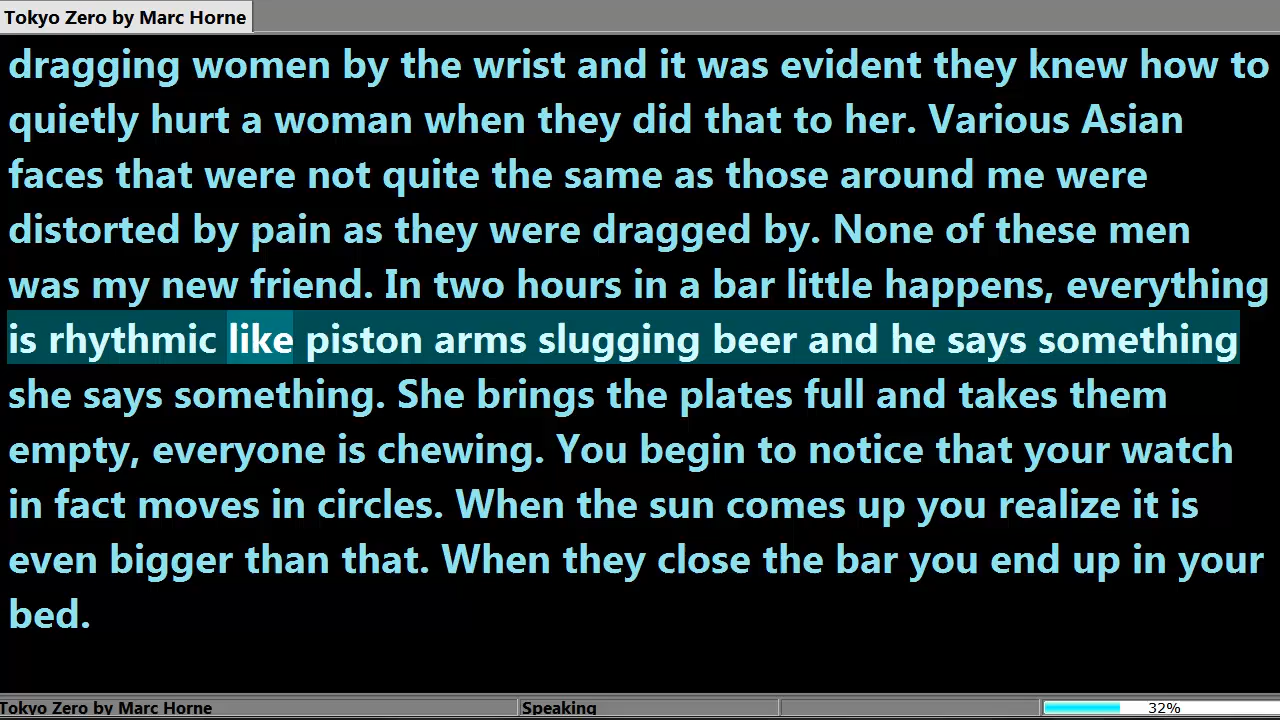 Tokyo Zero by Marc Horne
dragging women by the wrist and it was evident they knew how to
quietly hurt a woman when they did that to her. Various Asian
faces that were not quite the same as those around me were
distorted by pain as they were dragged by. None of these men
was my new friend. In two hours in a bar little happens, everything
is rhythmic like piston arms slugging beer and he says something
she says something. She brings the plates full and takes them
empty, everyone is chewing. You begin to notice that your watch
in fact moves in circles. When the sun comes up you realize it is
even bigger than that. When they close the bar you end up in your
bed.
Tokyo Zero by Marc Horne
Speaking
32%